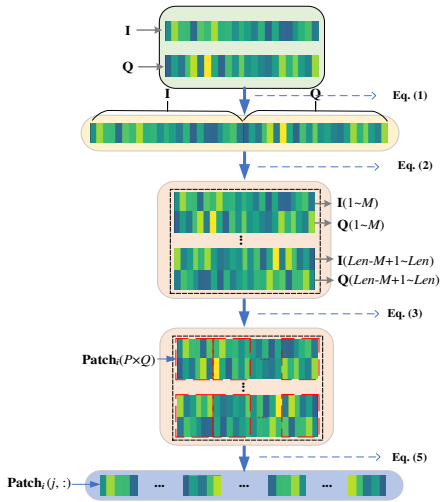 I
Q
Eq. (1)
I
Q
Eq. (2)
I(1~M)
Q(1~M)
⋮
I(Len-M+1~Len)
Q(Len-M+1~Len)
Eq. (3)
Patchᵢ(P×Q)
⋮
Eq. (5)
Patchᵢ(j, :)
... ... ...